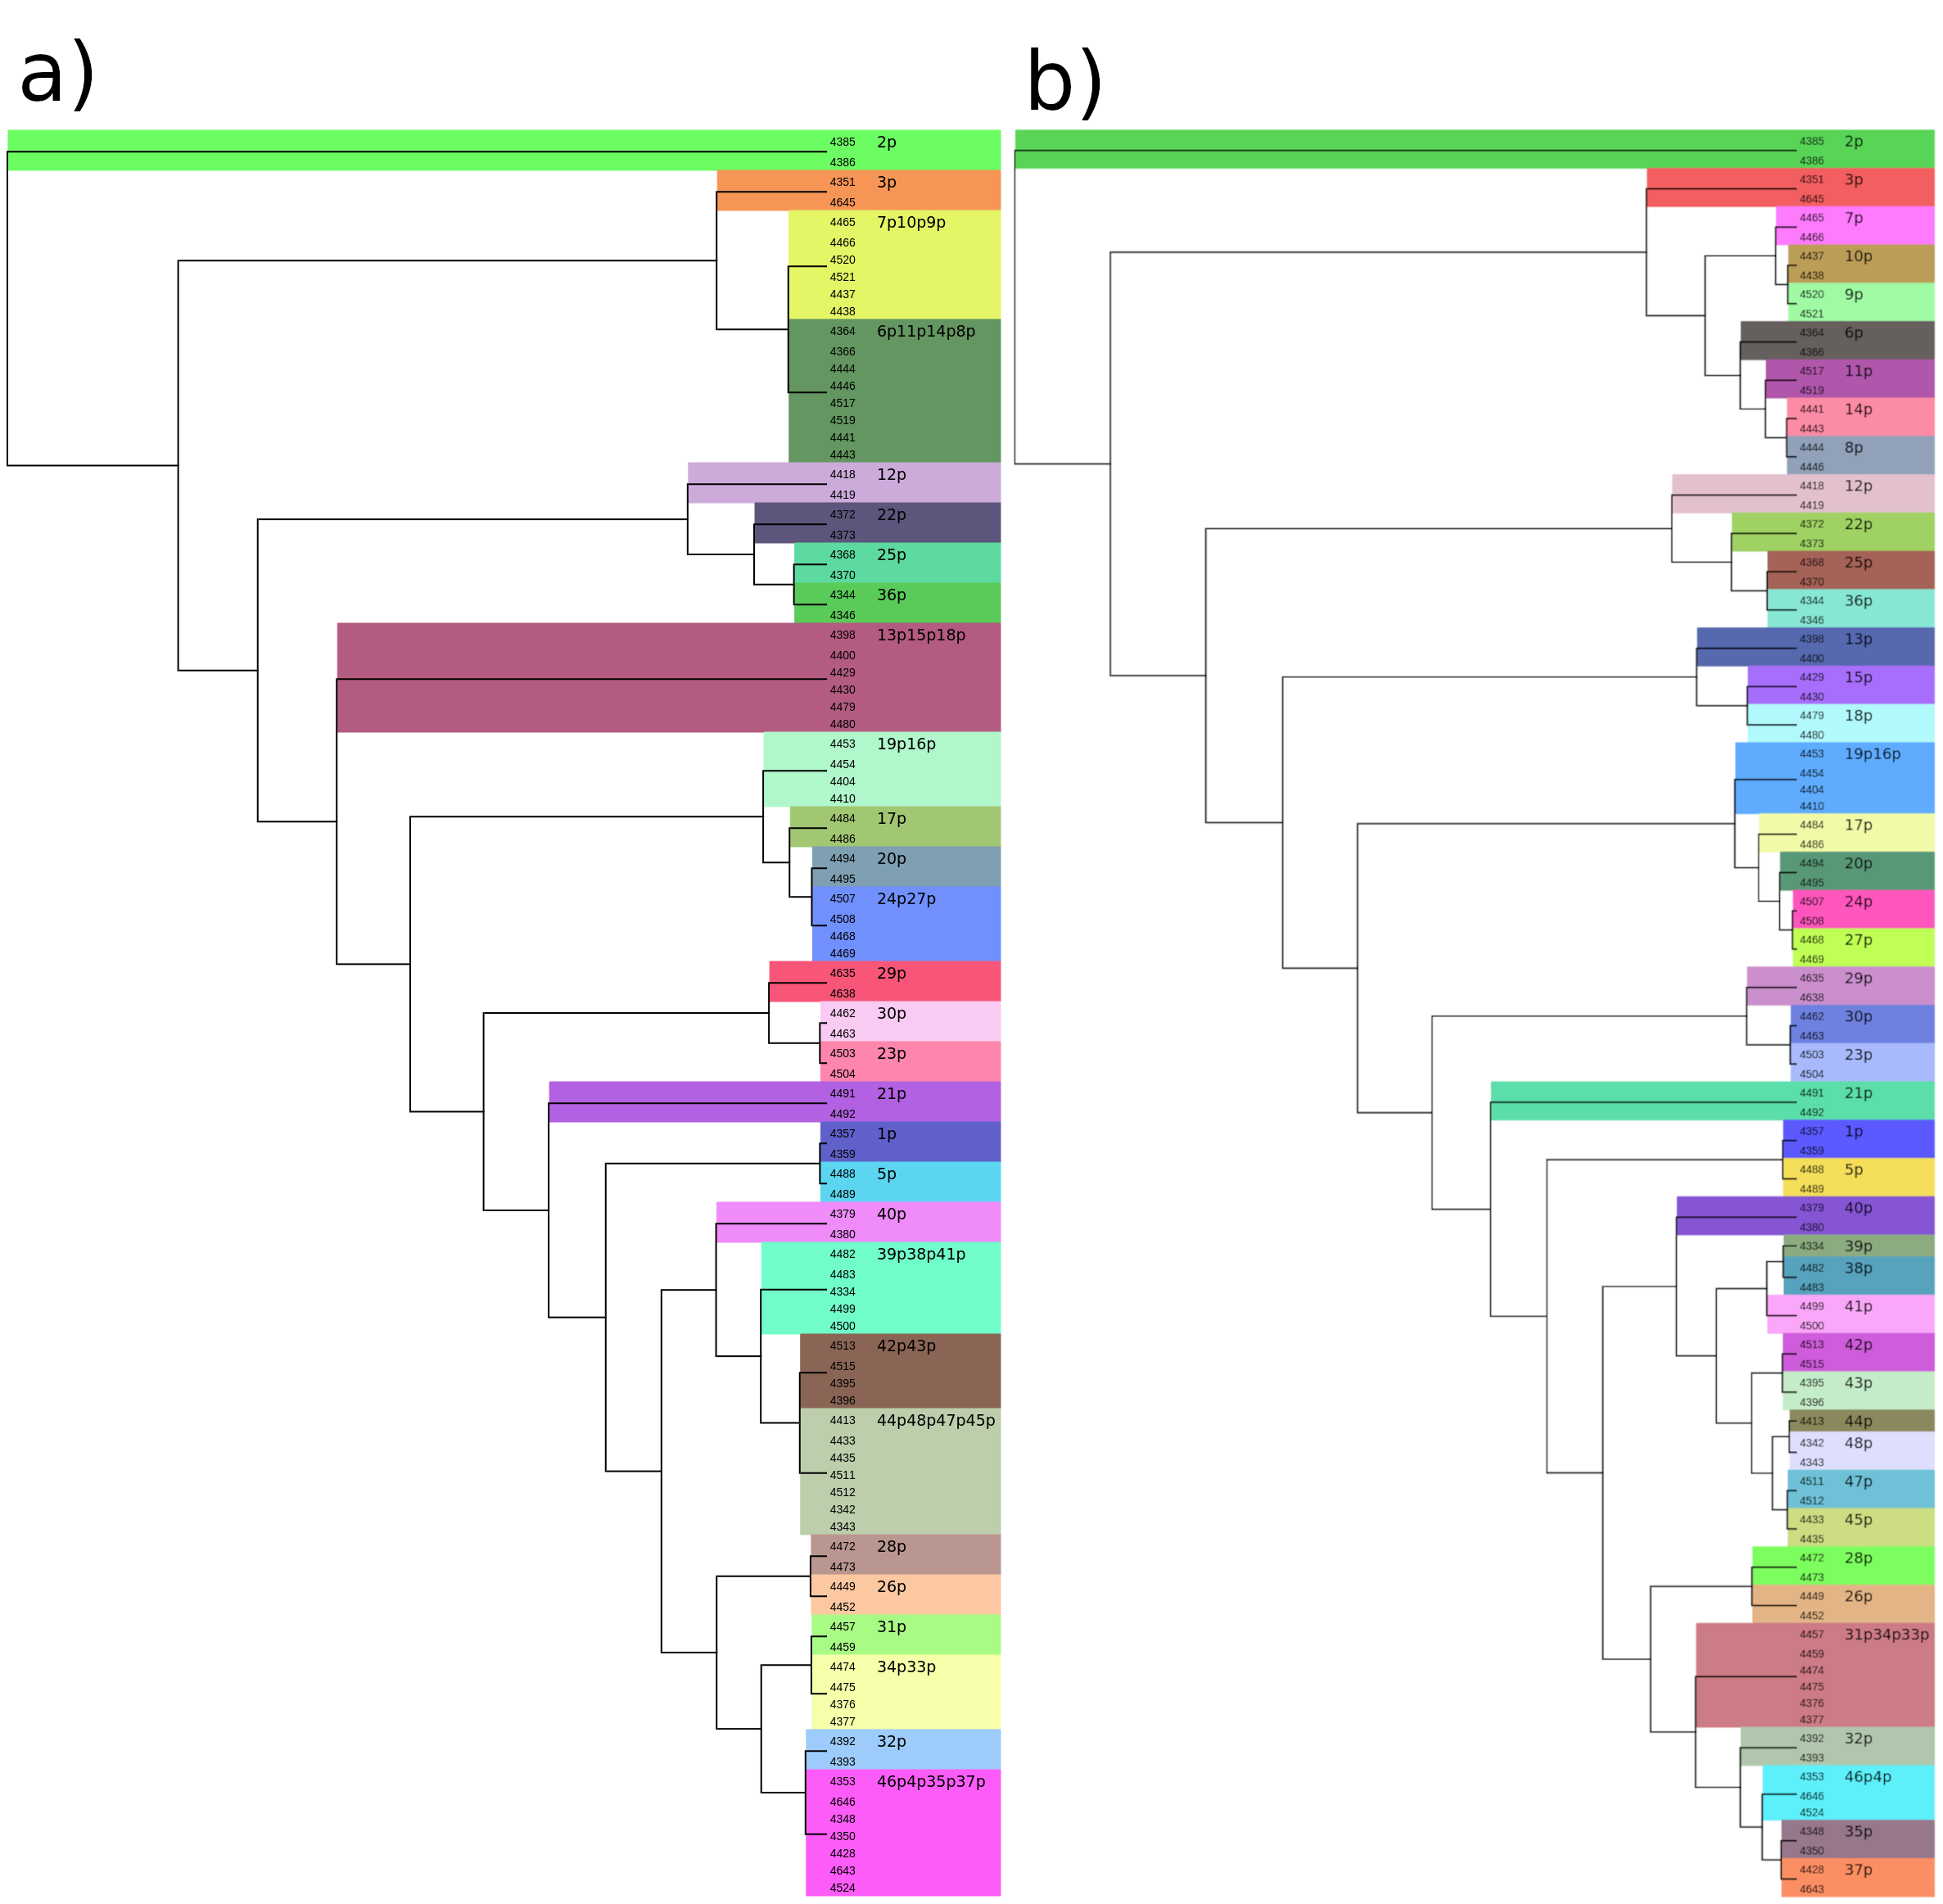 a)
4385 2p
4386
4351 3p
4645
4465 7p10p9p
4466
4520
4521
4437
4438
4364 6p11p14p8p
4366
4444
4446
4517
4519
4441
4443
4418 12p
4419
4372 22p
4373
4368 25p
4370
4344 36p
4346
4398 13p15p18p
4400
4429
4430
4479
4480
4453 19p16p
4454
4404
4410
4484 17p
4486
4494 20p
4495
4507 24p27p
4508
4468
4469
4635 29p
4638
4462 30p
4463
4503 23p
4504
4491 21p
4492
4357 1p
4359
4488 5p
4489
4379 40p
4380
4482 39p38p41p
4483
4334
4499
4500
4513 42p43p
4515
4395
4396
4413 44p48p47p45p
4433
4435
4511
4512
4342
4343
4472 28p
4473
4449 26p
4452
4457 31p
4459
4474 34p33p
4475
4376
4377
4392 32p
4393
4353 46p4p35p37p
4646
4348
4350
4428
4643
4524
b)
4385 2p
4386
4351 3p
4645
4465 7p
4466
4437 10p
4438
4520 9p
4521
4364 6p
4366
4517 11p
4519
4441 14p
4443
4444 8p
4446
4418 12p
4419
4372 22p
4373
4368 25p
4370
4344 36p
4346
4398 13p
4400
4429 15p
4430
4479 18p
4480
4453 19p16p
4454
4404
4410
4484 17p
4486
4494 20p
4495
4507 24p
4508
4468 27p
4469
4635 29p
4638
4462 30p
4463
4503 23p
4504
4491 21p
4492
4357 1p
4359
4488 5p
4489
4379 40p
4380
4334 39p
4482 38p
4483
4499 41p
4500
4513 42p
4515
4395 43p
4396
4413 44p
4342 48p
4343
4511 47p
4512
4433 45p
4435
4472 28p
4473
4449 26p
4452
4457 31p34p33p
4459
4474
4475
4376
4377
4392 32p
4393
4353 46p4p
4646
4524
4348 35p
4350
4428 37p
4643